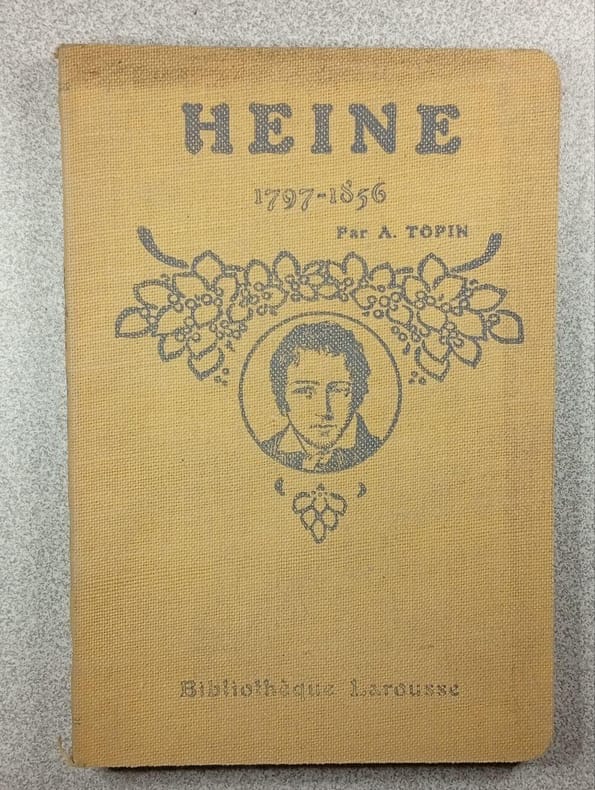 HEINE
1797-1856
Par A. TOPIN
Bibliothèque Larousse